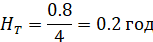 H_T = 0.8/4 = 0.2 год